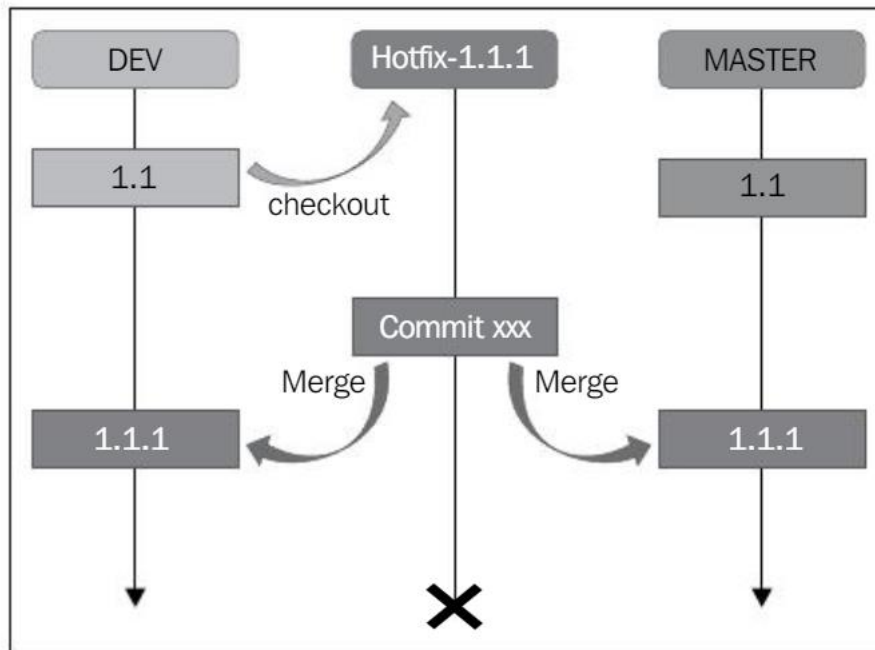 DEV
Hotfix-1.1.1
MASTER
1.1
1.1
checkout
Commit xxx
Merge
Merge
1.1.1
1.1.1